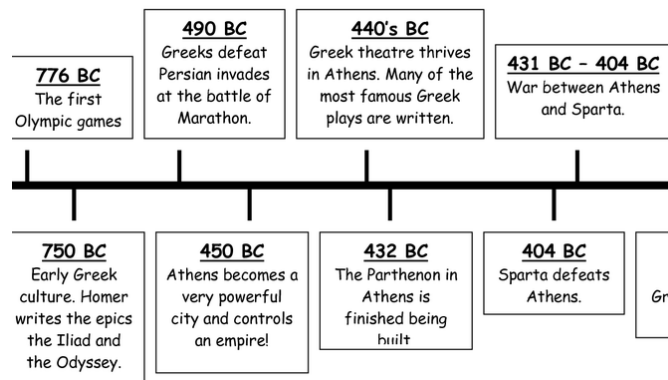 776 BC
The first
Olympic games
490 BC
Greeks defeat
Persian invades
at the battle of
Marathon.
440's BC
Greek theatre thrives
in Athens. Many of the
most famous Greek
plays are written.
431 BC – 404 BC
War between Athens
and Sparta.
750 BC
Early Greek
culture. Homer
writes the epics
the Iliad and
the Odyssey.
450 BC
Athens becomes a
very powerful
city and controls
an empire!
432 BC
The Parthenon in
Athens is
finished being
built
404 BC
Sparta defeats
Athens.
Gr